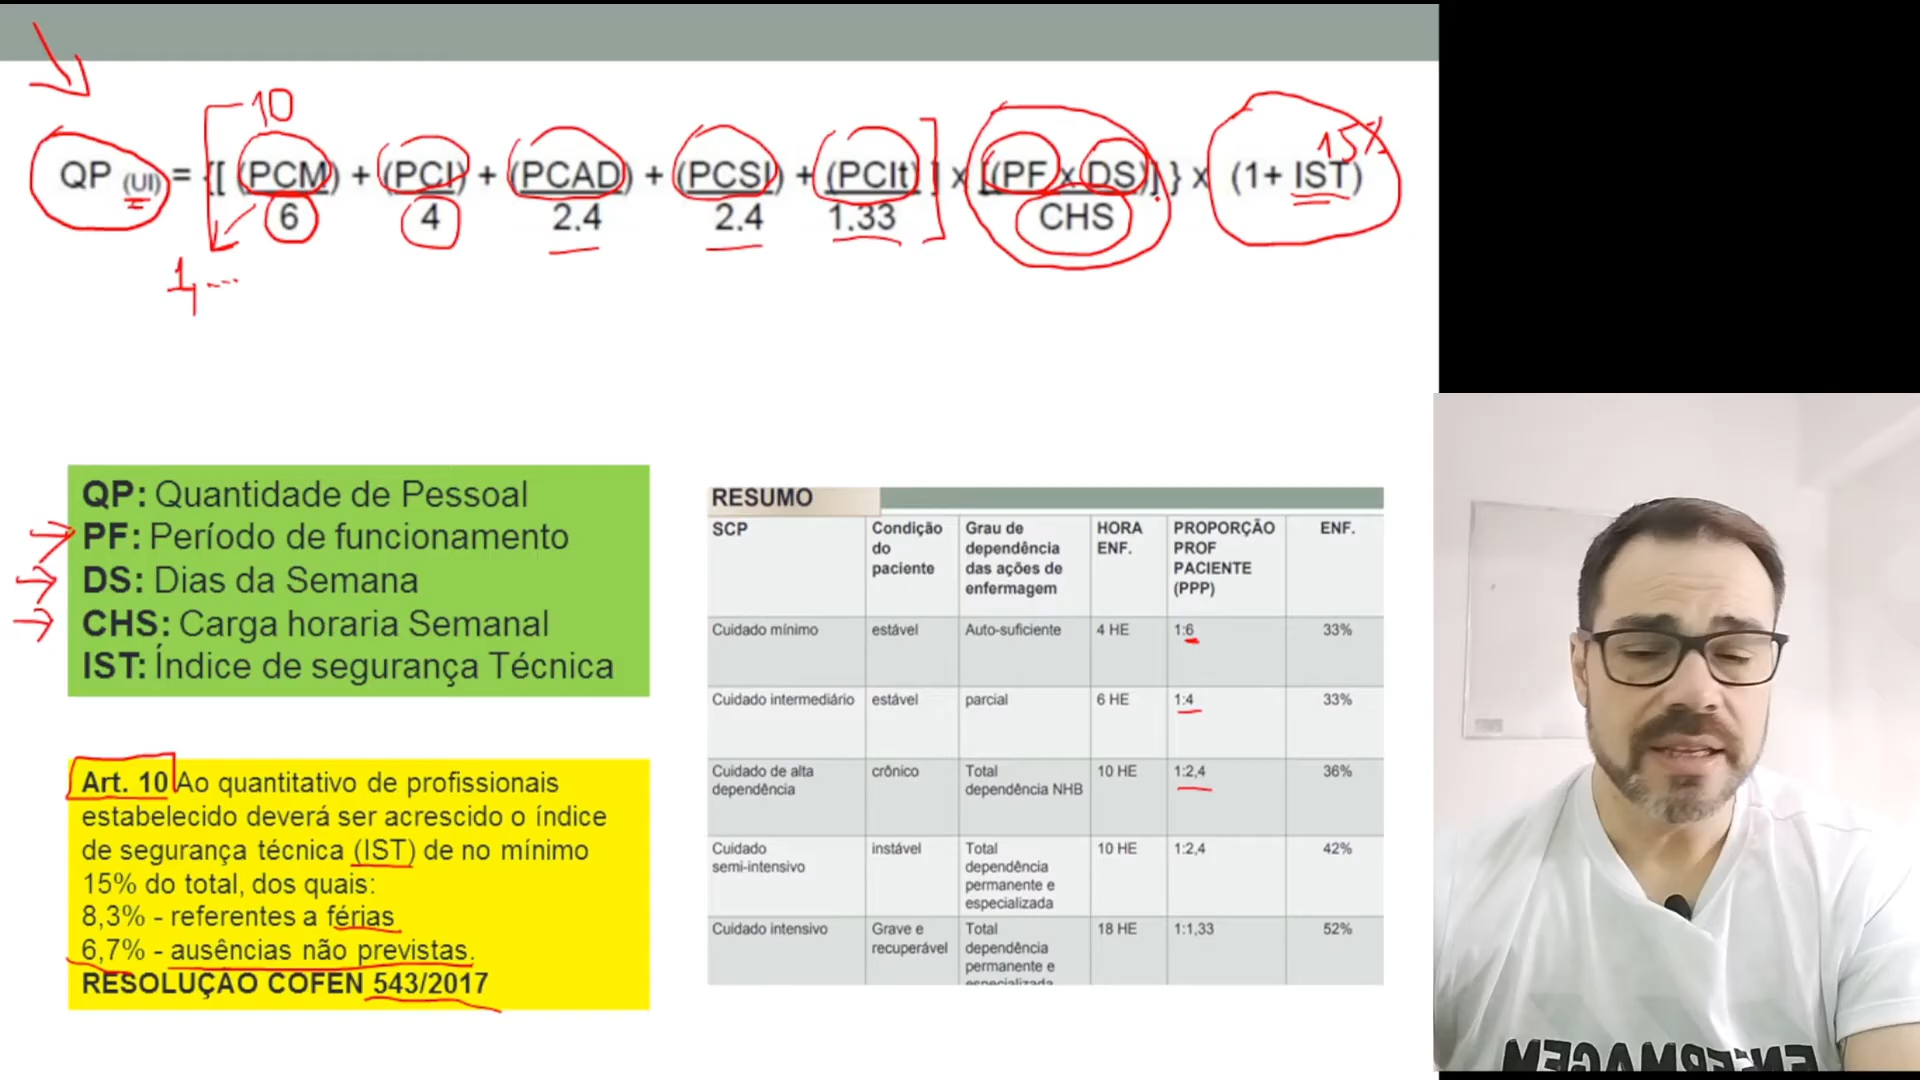 10
QP (UI) = {[ (PCM) + (PCI) + (PCAD) + (PCSI) + (PCIt) ] x [(PF x DS)] } x (1+ IST)
15%
6 4 2.4 2.4 1.33 CHS
1,...
QP: Quantidade de Pessoal
PF: Período de funcionamento
DS: Dias da Semana
CHS: Carga horaria Semanal
IST: Índice de segurança Técnica
Art. 10 Ao quantitativo de profissionais
estabelecido deverá ser acrescido o índice
de segurança técnica (IST) de no mínimo
15% do total, dos quais:
8,3% - referentes a férias
6,7% - ausências não previstas.
RESOLUÇÃO COFEN 543/2017
RESUMO
SCP
Condição
do
paciente
Grau de
dependência
das ações de
enfermagem
HORA
ENF.
PROPORÇÃO
PROF
PACIENTE
(PPP)
ENF.
Cuidado mínimo estável Auto-suficiente 4 HE 1:6 33%
Cuidado intermediário estável parcial 6 HE 1:4 33%
Cuidado de alta
dependência
crônico
Total
dependência NHB
10 HE 1:2,4 36%
Cuidado
semi-intensivo
instável
Total
dependência
permanente e
especializada
10 HE 1:2,4 42%
Cuidado intensivo
Grave e
recuperável
Total
dependência
permanente e
especializada
18 HE 1:1,33 52%
ENFERMAGEM